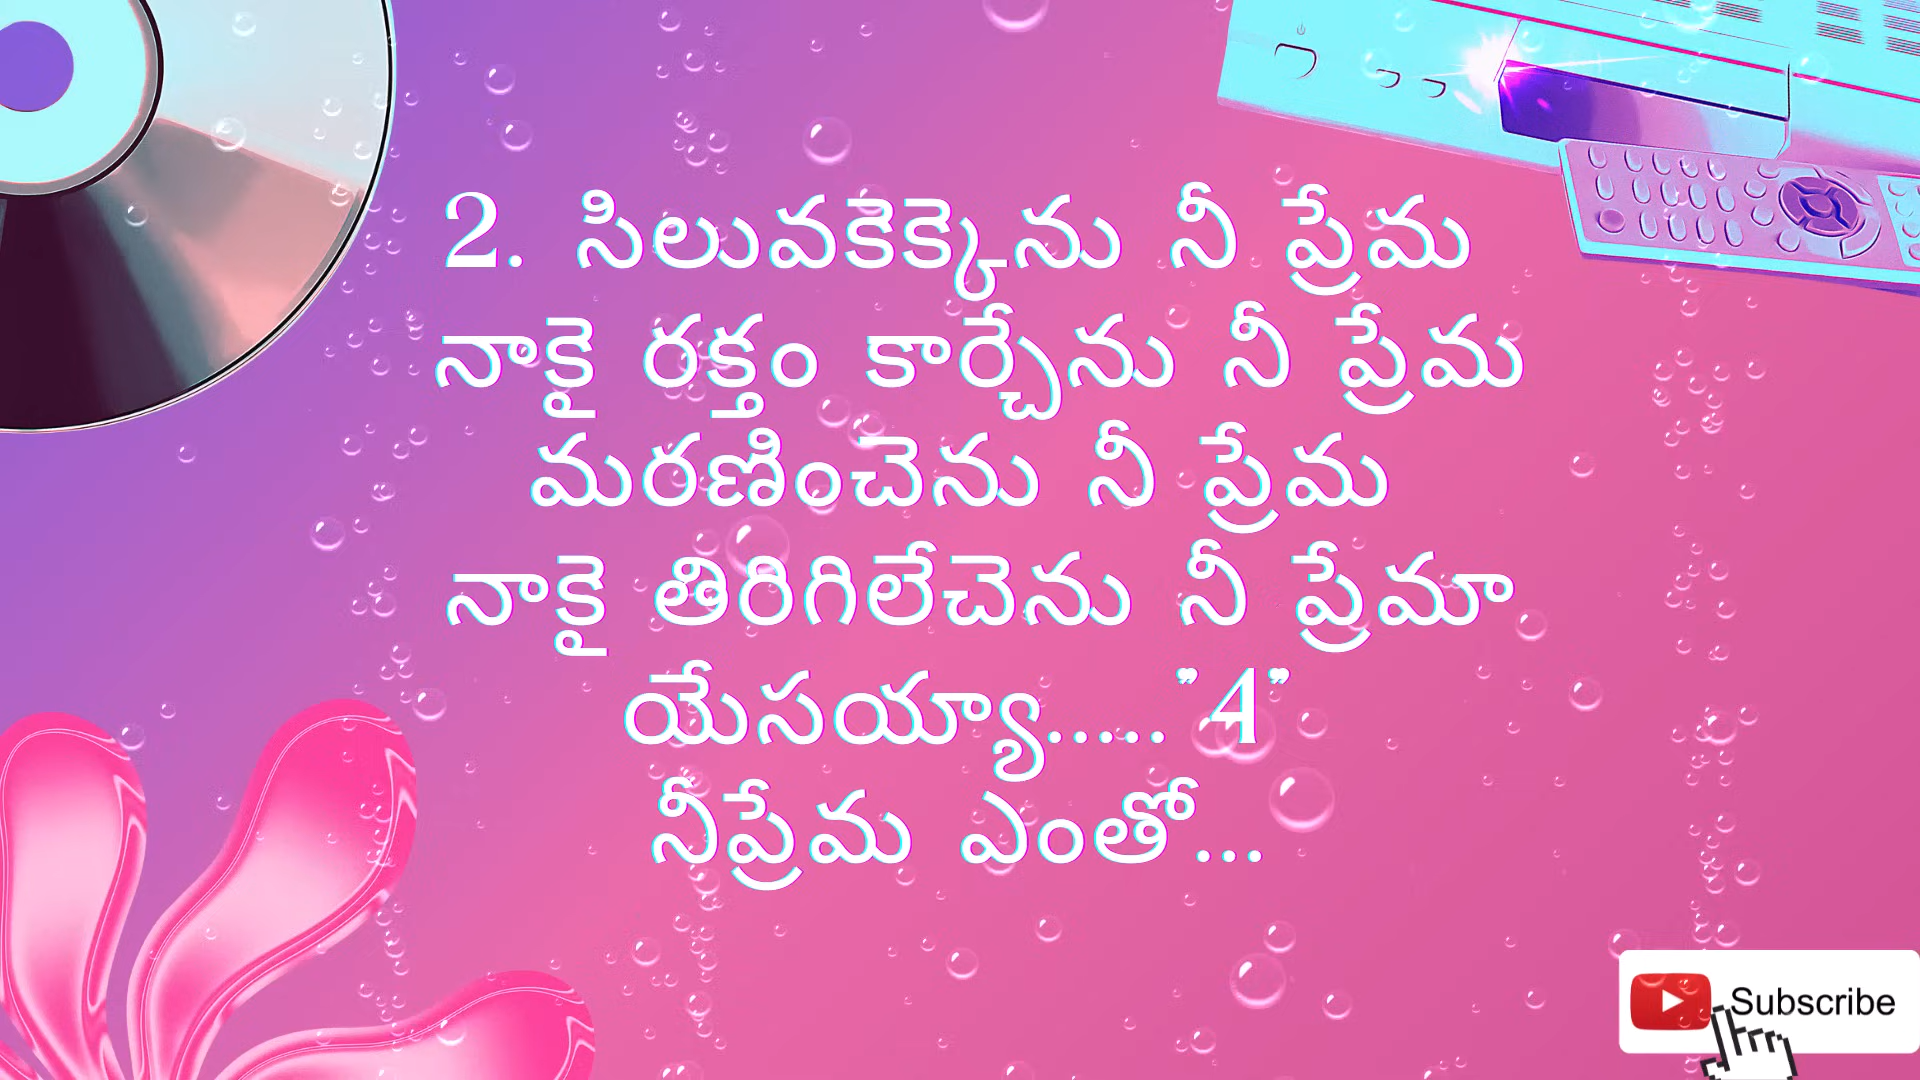 2. సిలువకెక్కెను నీ ప్రేమ
నాకై రక్తం కార్చేను నీ ప్రేమ
మరణించెను నీ ప్రేమ
నాకై తిరిగిలేచెను నీ ప్రేమా
యేసయ్యా....."4"
నీప్రేమ ఎంతో...
Subscribe